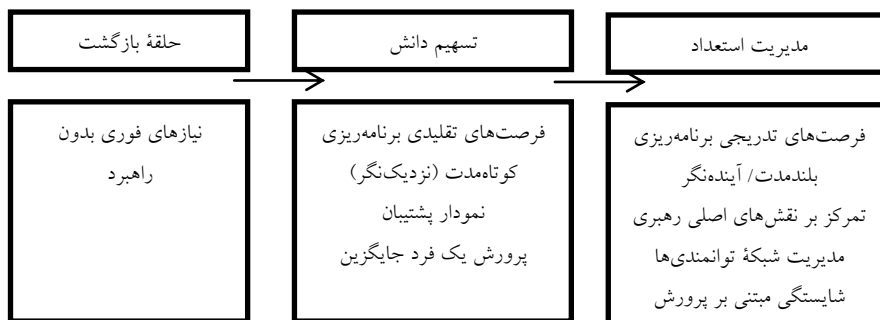 مدیریت استعداد
تسهیم دانش
حلقهٔ بازگشت
فرصت‌های تدریجی برنامه‌ریزی
بلندمدت/ آینده‌نگر
تمرکز بر نقش‌های اصلی رهبری
مدیریت شبکهٔ توانمندی‌ها
شایستگی مبتنی بر پرورش
فرصت‌های تقلیدی برنامه‌ریزی
کوتاه‌مدت (نزدیک‌نگر)
نمودار پشتیبان
پرورش یک فرد جایگزین
نیازهای فوری بدون
راهبرد